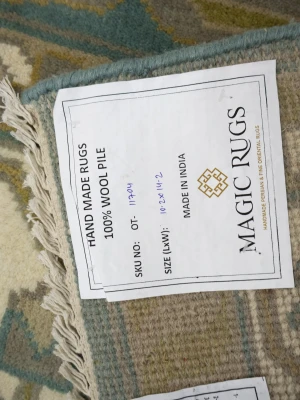 HAND MADE RUGS
100% WOOL PILE
SKU NO: OT- 11704
SIZE (LxW): 10.2x14.2
MADE IN INDIA
MAGIC RUGS
HANDMADE PERSIAN & FINE ORIENTAL RUGS